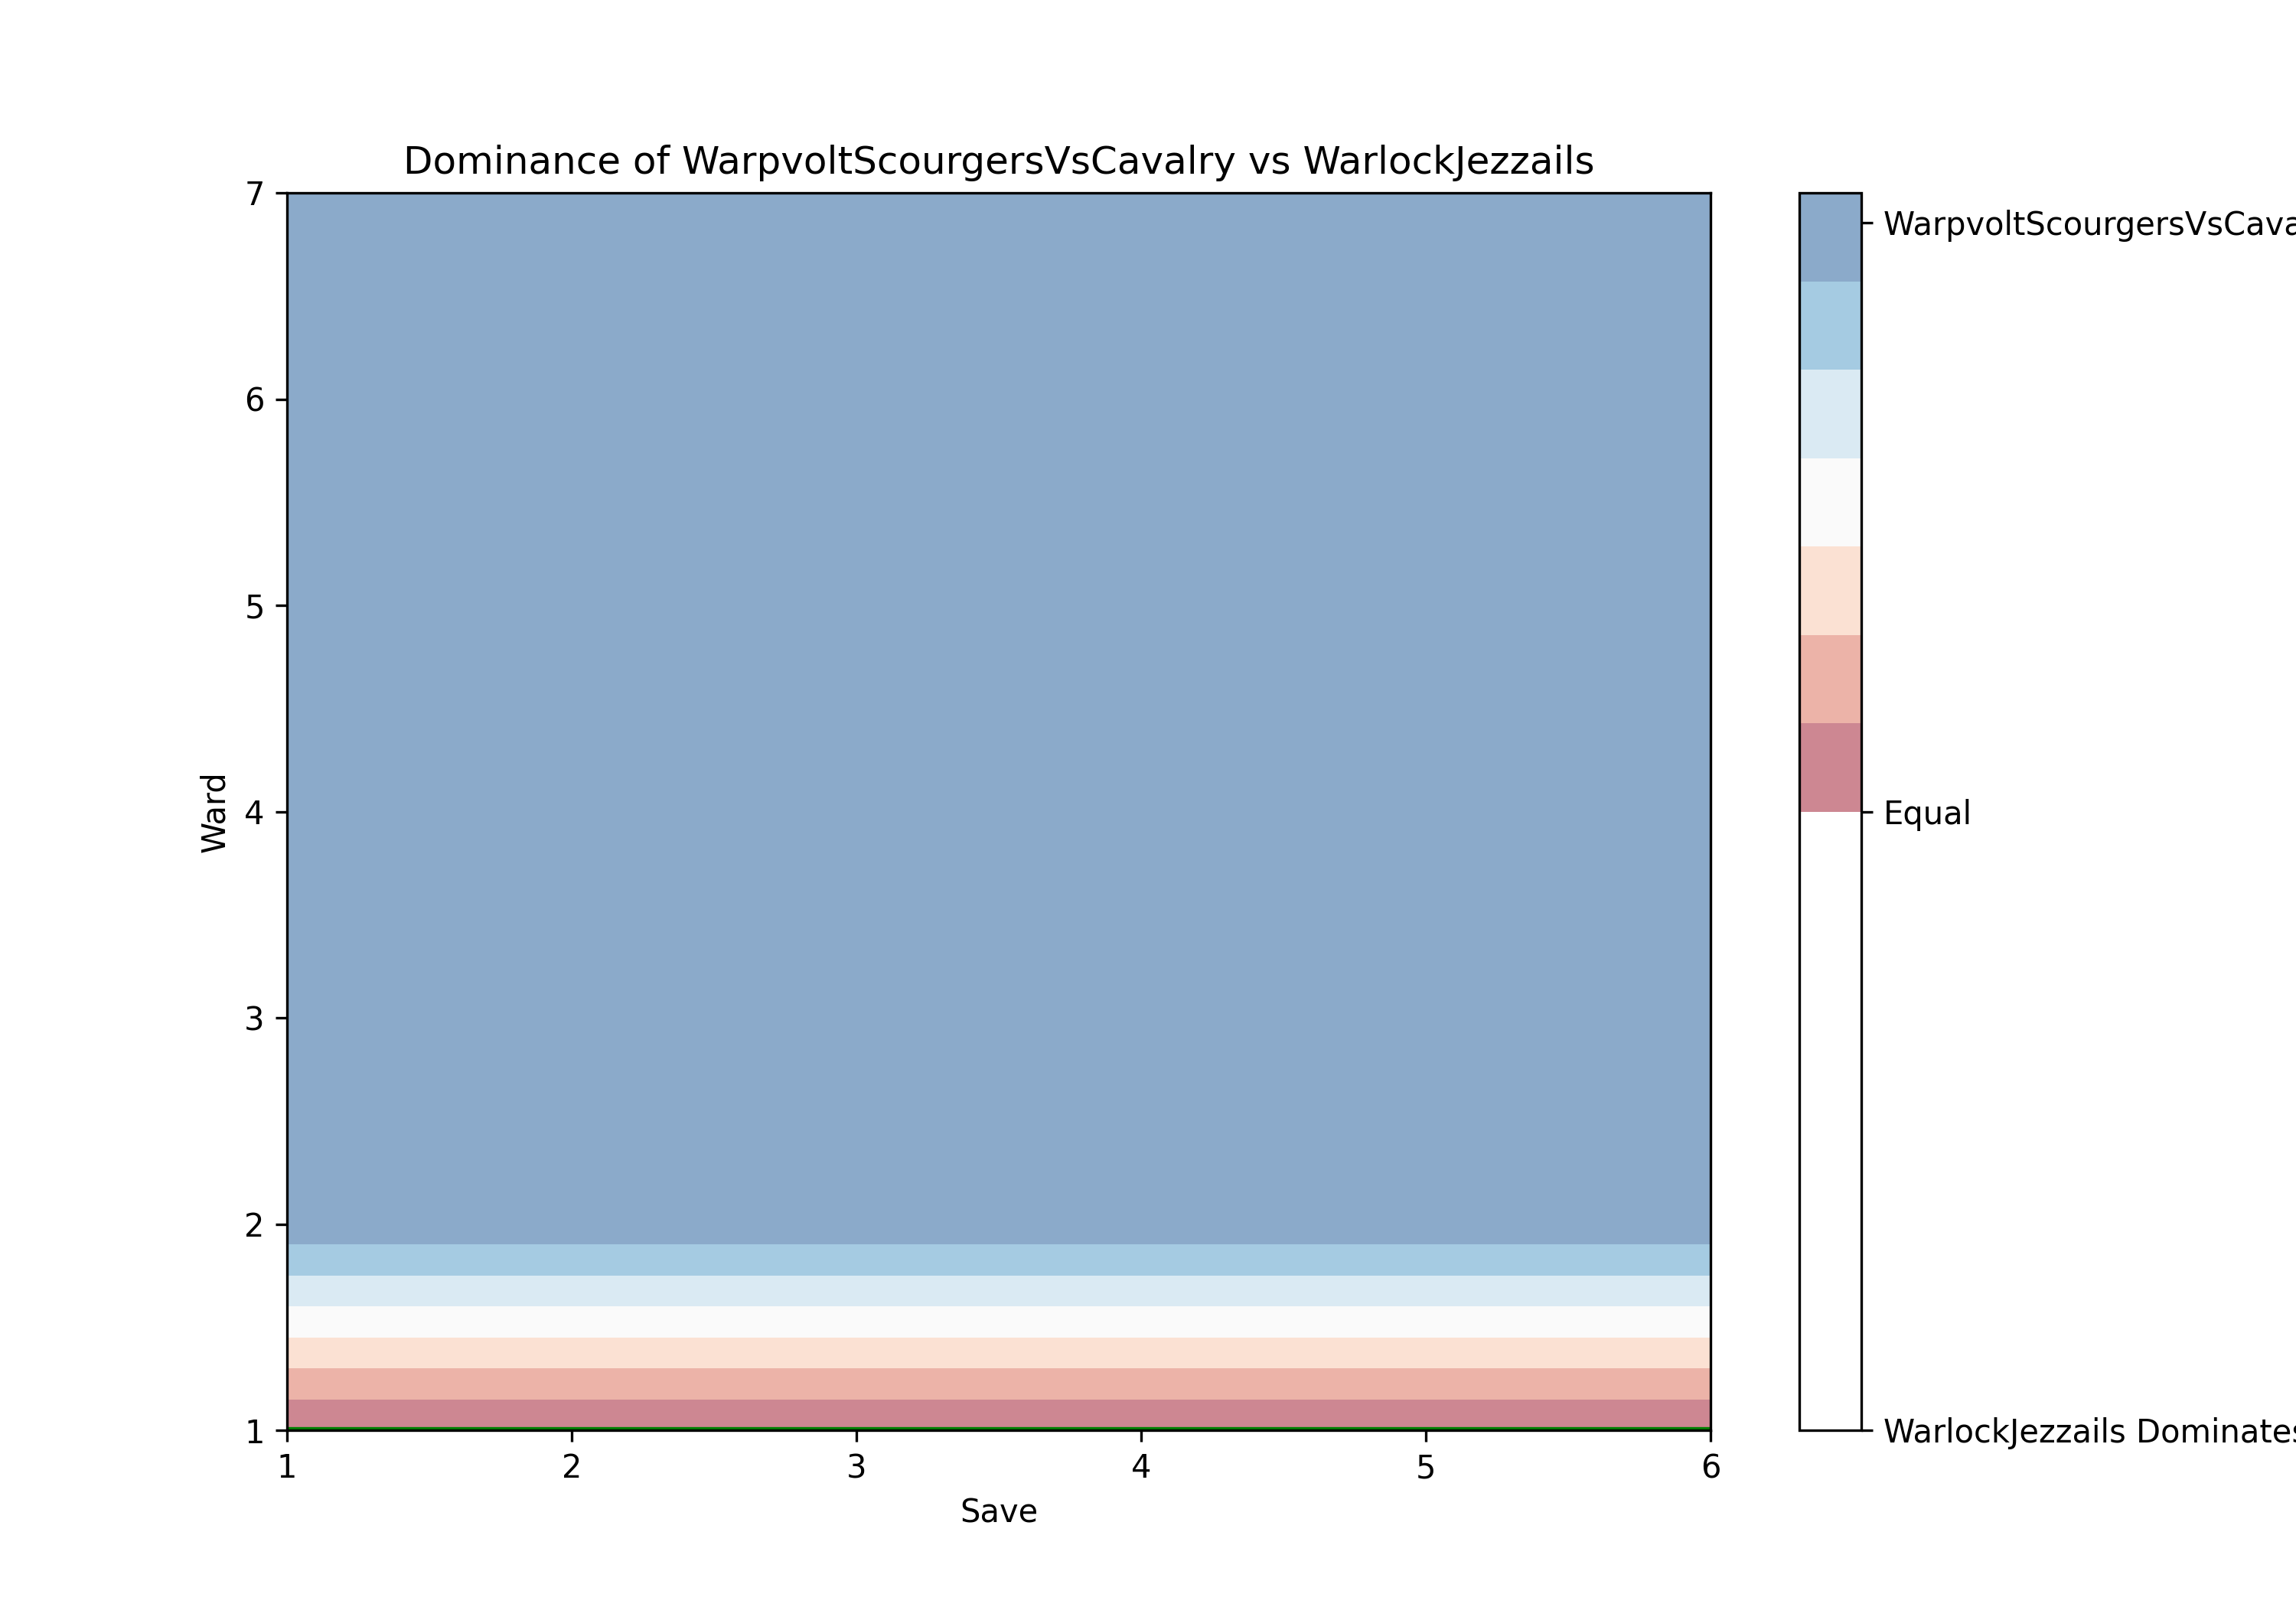 Dominance of WarpvoltScourgersVsCavalry vs WarlockJezzails
7
6
5
4
3
2
1
Ward
1 2 3 4 5 6
Save
WarpvoltScourgersVsCava
Equal
WarlockJezzails Dominates